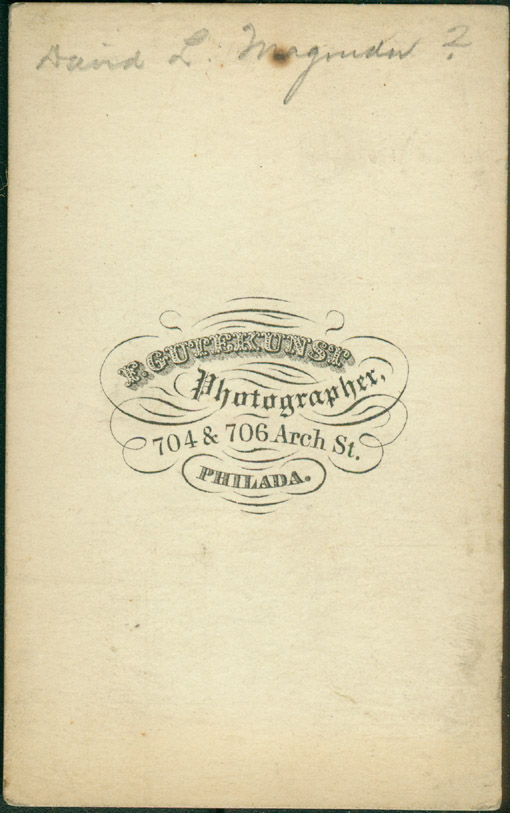 David L. Magruder ?
F. GUTEKUNST
Photographer,
704 & 706 Arch St.
PHILADA.